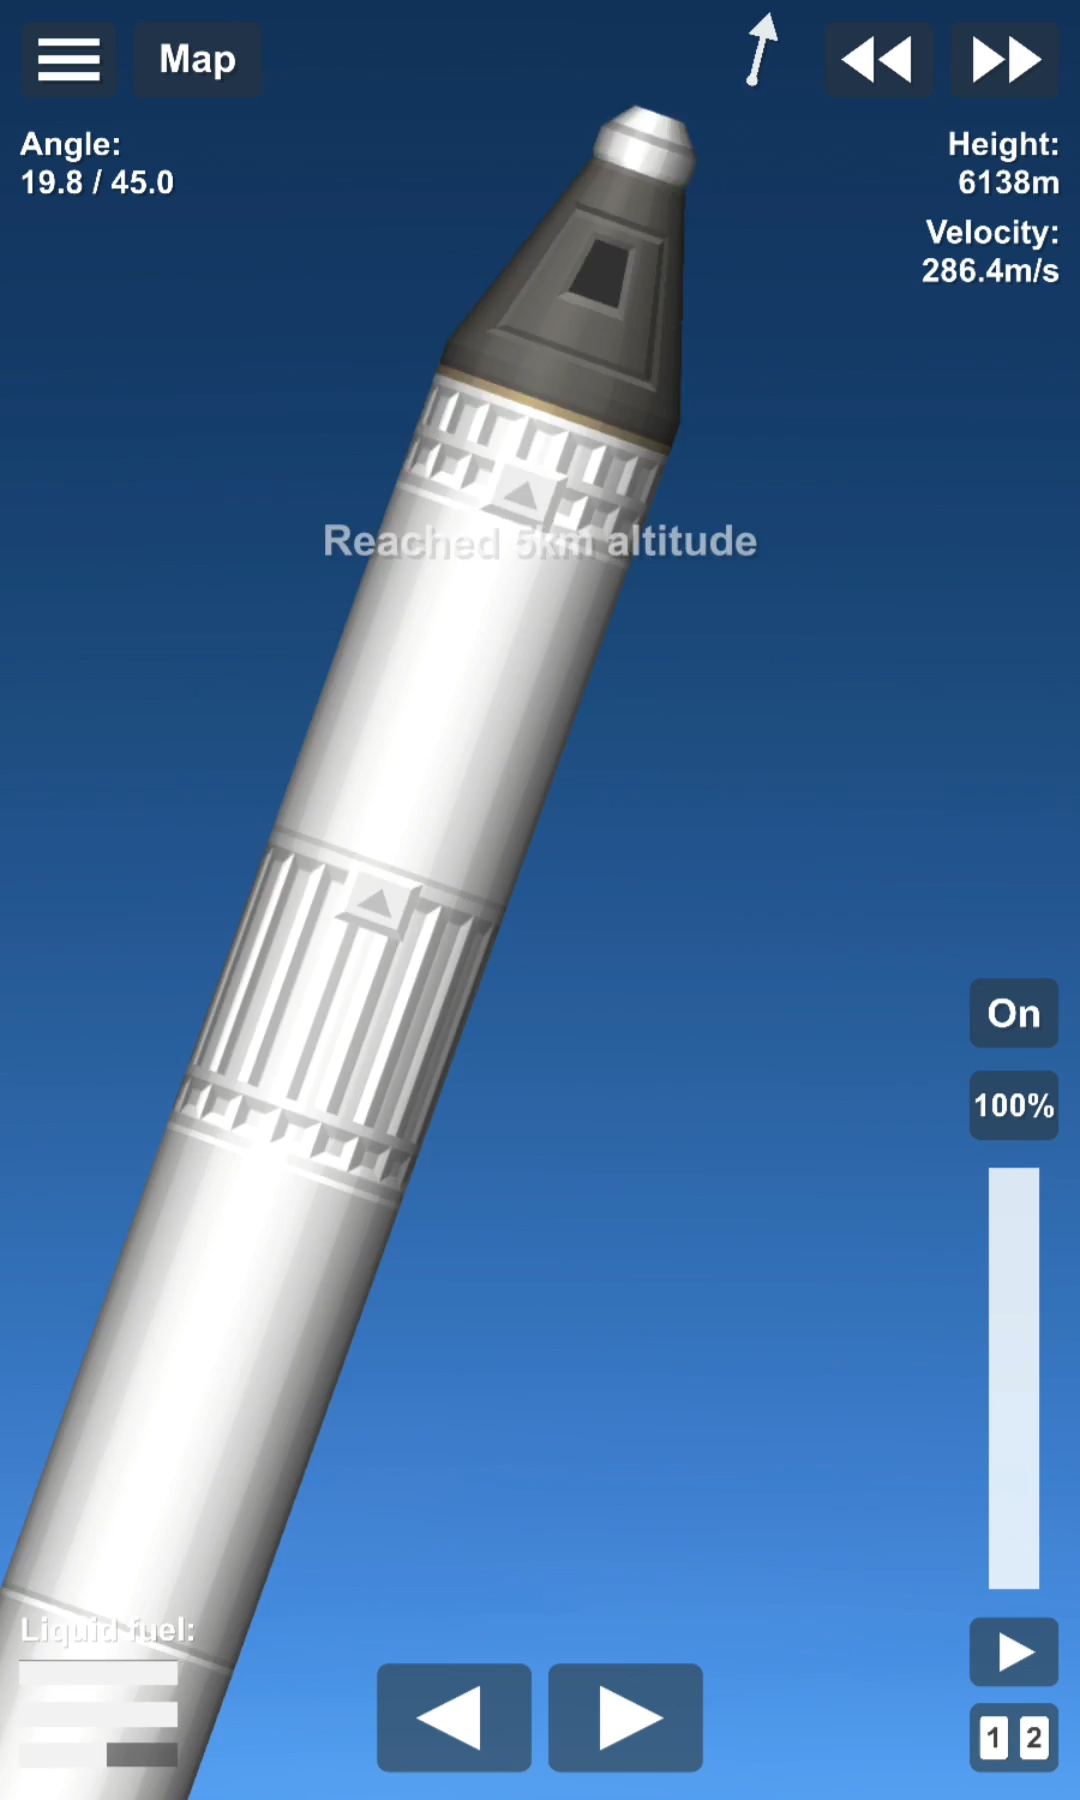 Map
Angle:
19.8 / 45.0
Height:
6138m
Velocity:
286.4m/s
Reached 5km altitude
On
100%
Liquid fuel:
1 2